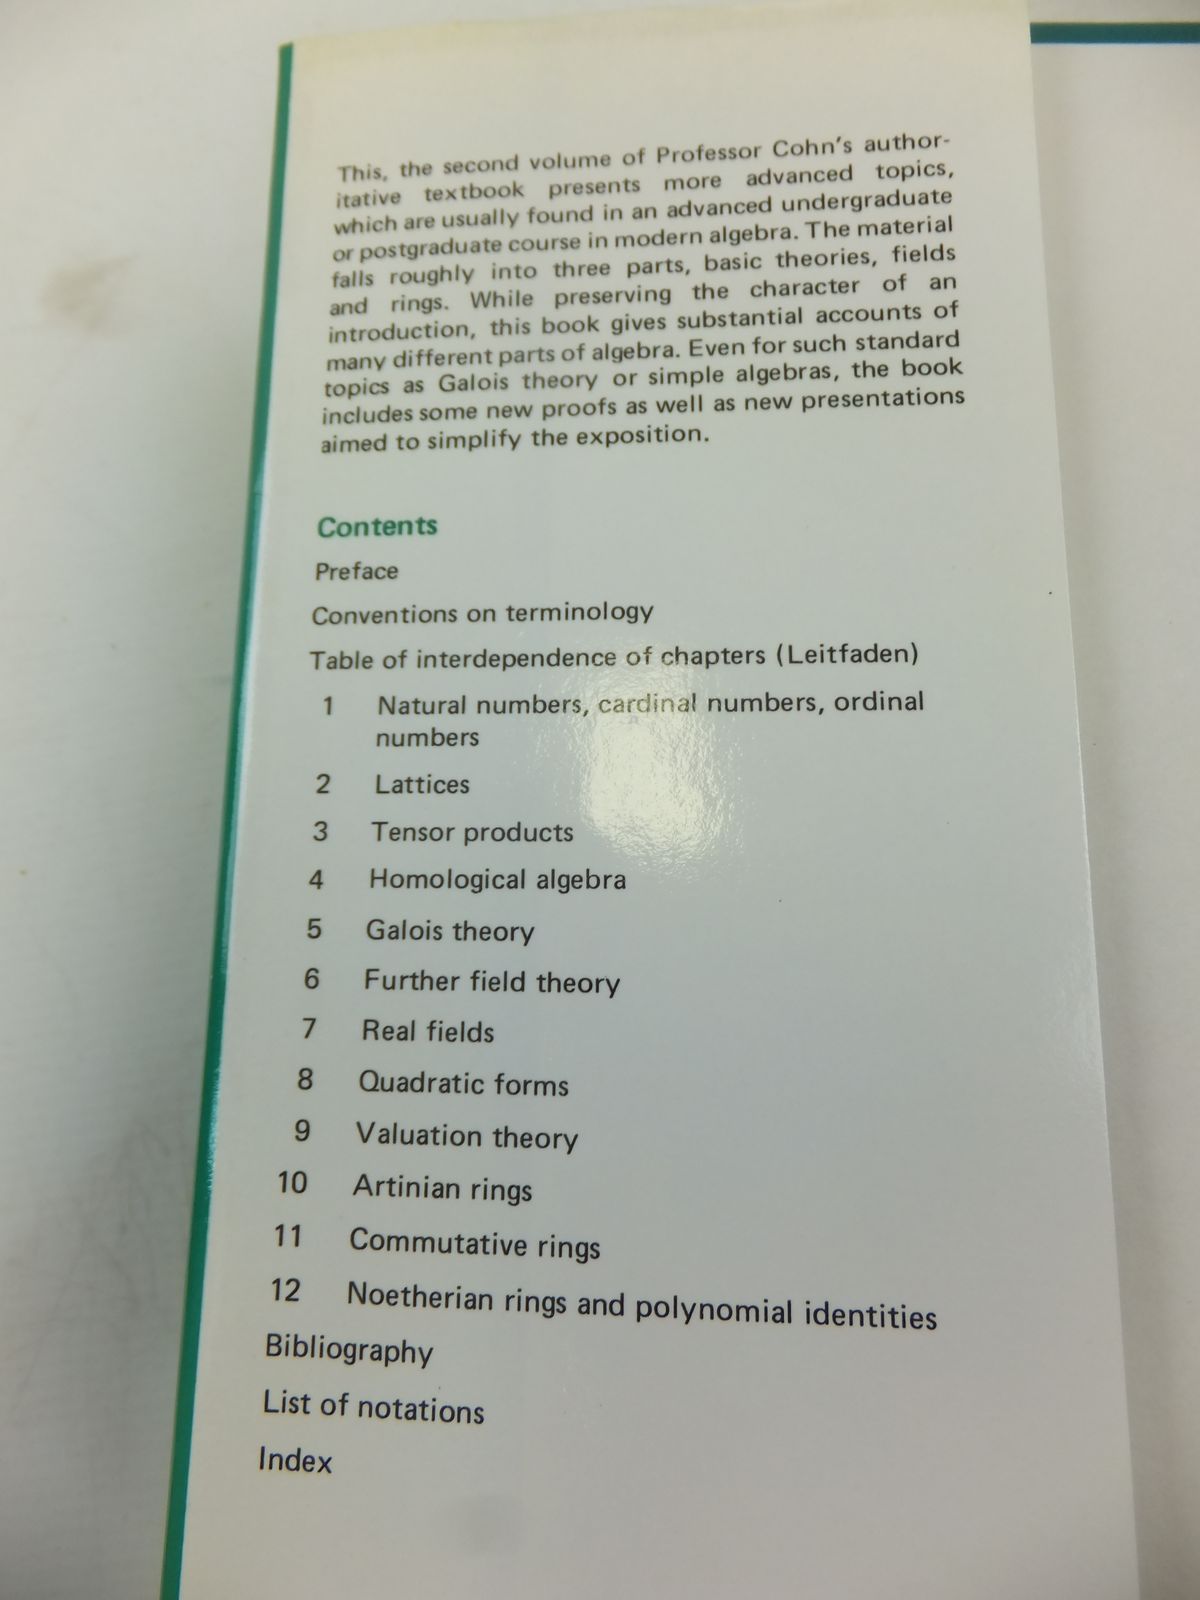 This, the second volume of Professor Cohn's author-
itative textbook presents more advanced topics,
which are usually found in an advanced undergraduate
or postgraduate course in modern algebra. The material
falls roughly into three parts, basic theories, fields
and rings. While preserving the character of an
introduction, this book gives substantial accounts of
many different parts of algebra. Even for such standard
topics as Galois theory or simple algebras, the book
includes some new proofs as well as new presentations
aimed to simplify the exposition.
Contents
Preface
Conventions on terminology
Table of interdependence of chapters (Leitfaden)
1 Natural numbers, cardinal numbers, ordinal
numbers
2 Lattices
3 Tensor products
4 Homological algebra
5 Galois theory
6 Further field theory
7 Real fields
8 Quadratic forms
9 Valuation theory
10 Artinian rings
11 Commutative rings
12 Noetherian rings and polynomial identities
Bibliography
List of notations
Index